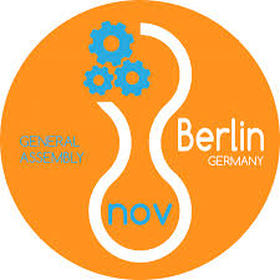 GENERAL
ASSEMBLY
Berlin
GERMANY
nov